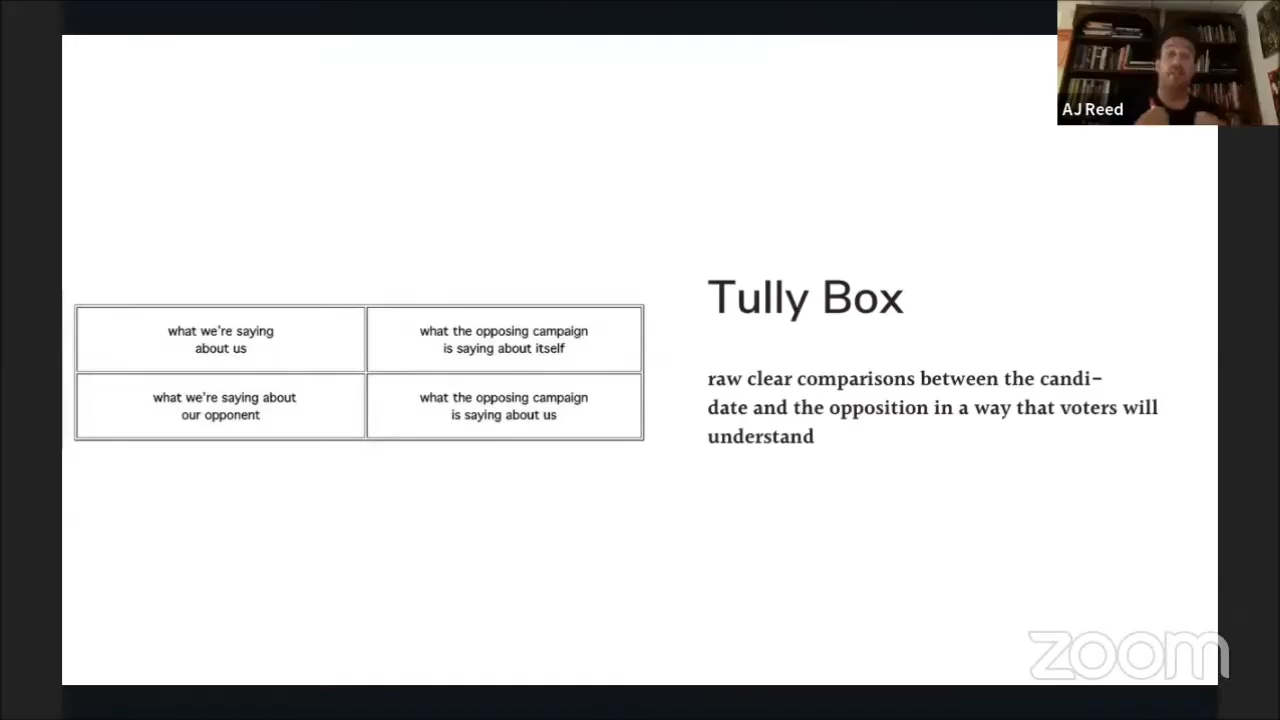 AJ Reed
what we're saying
about us
what the opposing campaign
is saying about itself
what we're saying about
our opponent
what the opposing campaign
is saying about us
Tully Box
raw clear comparisons between the candi-
date and the opposition in a way that voters will
understand
zoom